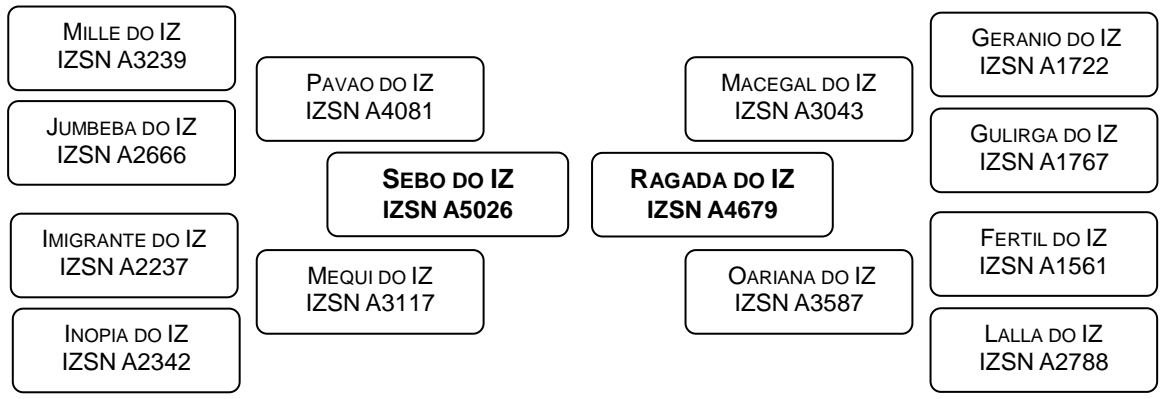 Mille do IZ
IZSN A3239
Jumbeba do IZ
IZSN A2666
Imigrante do IZ
IZSN A2237
Inopia do IZ
IZSN A2342
Pavao do IZ
IZSN A4081
Mequi do IZ
IZSN A3117
Sebo do IZ
IZSN A5026
Ragada do IZ
IZSN A4679
Macegal do IZ
IZSN A3043
Oariana do IZ
IZSN A3587
Geranio do IZ
IZSN A1722
Gulirga do IZ
IZSN A1767
Fertil do IZ
IZSN A1561
Lalla do IZ
IZSN A2788